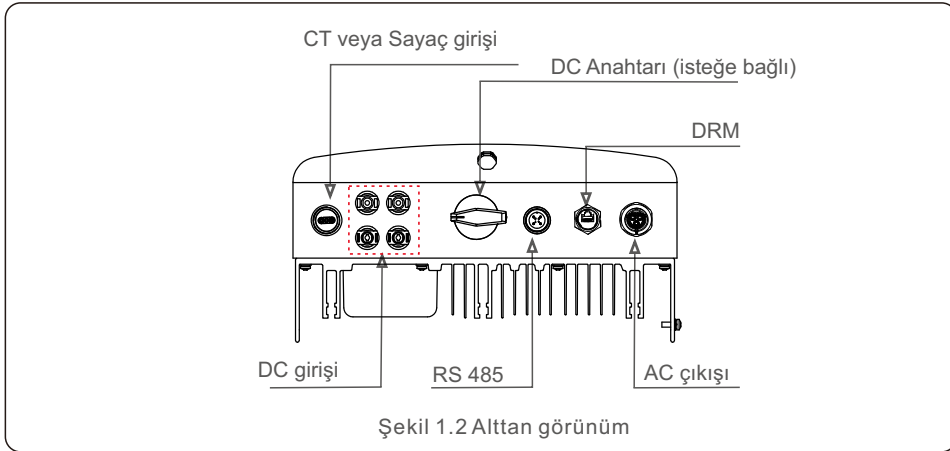 CT veya Sayaç girişi
DC Anahtarı (isteğe bağlı)
DRM
DC girişi
RS 485
AC çıkışı
Şekil 1.2 Alttan görünüm